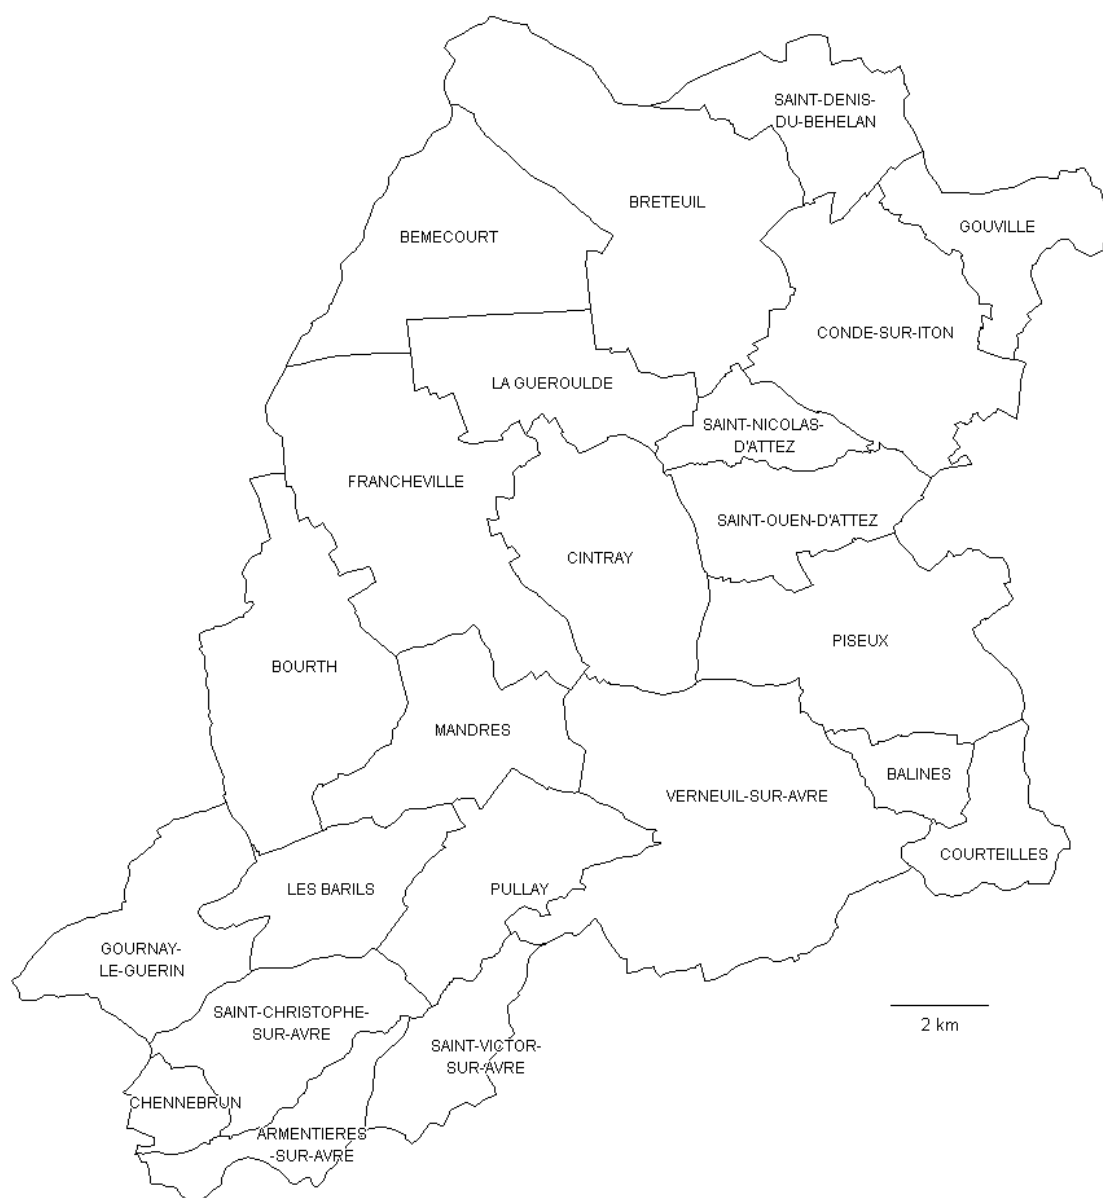 SAINT-DENIS-
DU-BEHELAN
BRETEUIL
GOUVILLE
BEMECOURT
CONDE-SUR-ITON
LA GUEROULDE
SAINT-NICOLAS-
D'ATTEZ
FRANCHEVILLE
SAINT-OUEN-D'ATTEZ
CINTRAY
PISEUX
BOURTH
MANDRES
BALINES
VERNEUIL-SUR-AVRE
COURTEILLES
LES BARILS
PULLAY
GOURNAY-
LE-GUERIN
SAINT-CHRISTOPHE-
SUR-AVRE
2 km
SAINT-VICTOR-
SUR-AVRE
CHENNEBRUN
ARMENTIERES
-SUR-AVRE